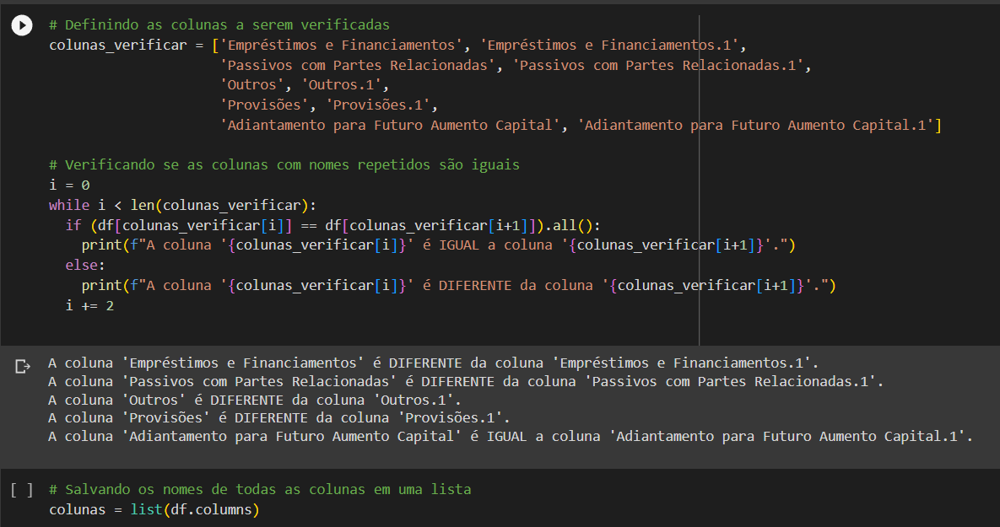 # Definindo as colunas a serem verificadas
colunas_verificar = ['Empréstimos e Financiamentos', 'Empréstimos e Financiamentos.1',
'Passivos com Partes Relacionadas', 'Passivos com Partes Relacionadas.1',
'Outros', 'Outros.1',
'Provisões', 'Provisões.1',
'Adiantamento para Futuro Aumento Capital', 'Adiantamento para Futuro Aumento Capital.1']
# Verificando se as colunas com nomes repetidos são iguais
i = 0
while i < len(colunas_verificar):
if (df[colunas_verificar[i]] == df[colunas_verificar[i+1]]).all():
print(f"A coluna '{colunas_verificar[i]}' é IGUAL a coluna '{colunas_verificar[i+1]}'.")
else:
print(f"A coluna '{colunas_verificar[i]}' é DIFERENTE da coluna '{colunas_verificar[i+1]}'.")
i += 2
A coluna 'Empréstimos e Financiamentos' é DIFERENTE da coluna 'Empréstimos e Financiamentos.1'.
A coluna 'Passivos com Partes Relacionadas' é DIFERENTE da coluna 'Passivos com Partes Relacionadas.1'.
A coluna 'Outros' é DIFERENTE da coluna 'Outros.1'.
A coluna 'Provisões' é DIFERENTE da coluna 'Provisões.1'.
A coluna 'Adiantamento para Futuro Aumento Capital' é IGUAL a coluna 'Adiantamento para Futuro Aumento Capital.1'.
[ ] # Salvando os nomes de todas as colunas em uma lista
colunas = list(df.columns)